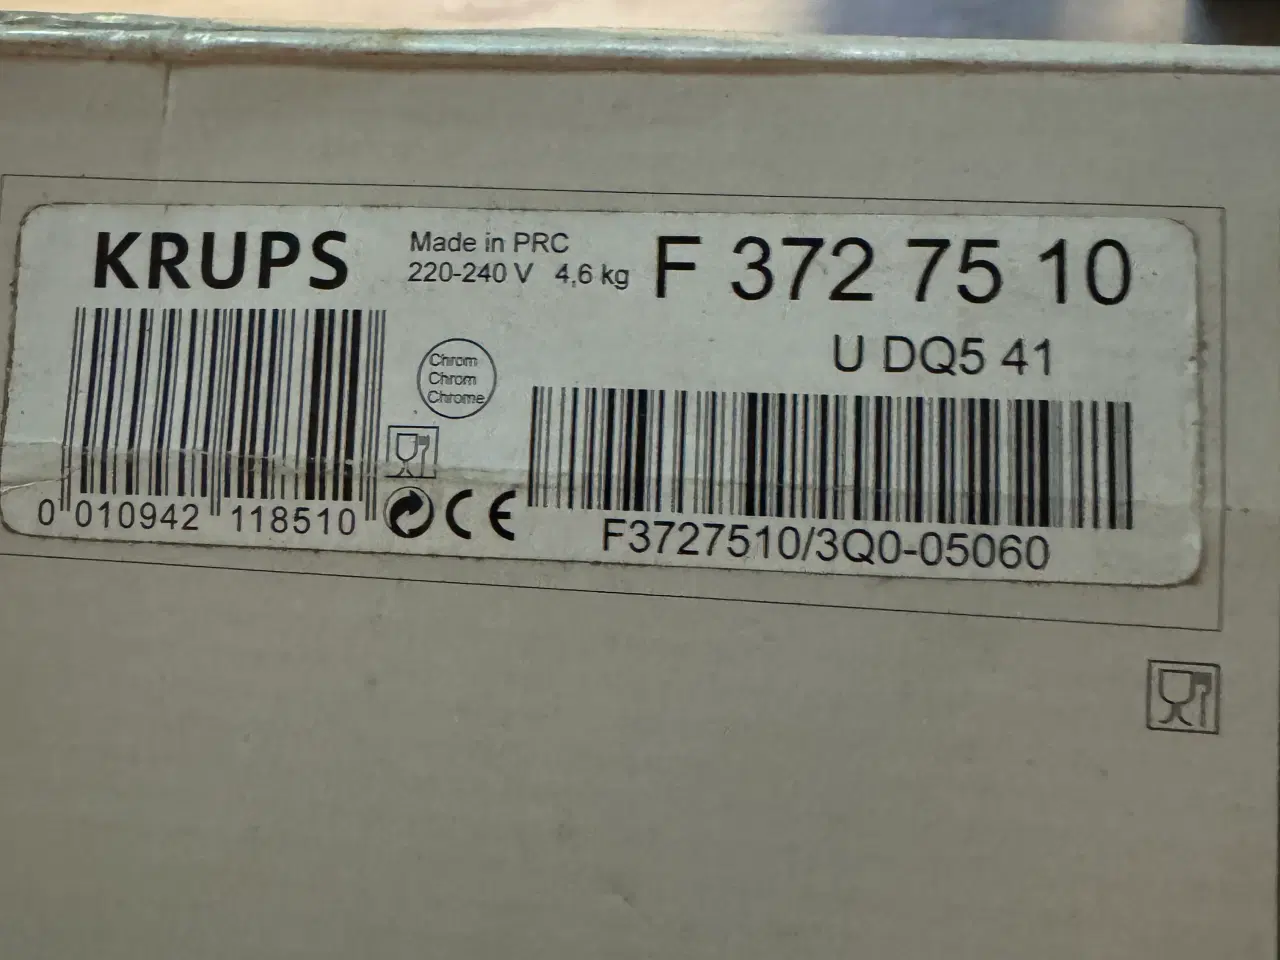 KRUPS
Made in PRC
220-240 V 4,6 kg
F 372 75 10
U DQ5 41
Chrom
Chrom
Chrome
0 010942 118510
CE
F3727510/3Q0-05060